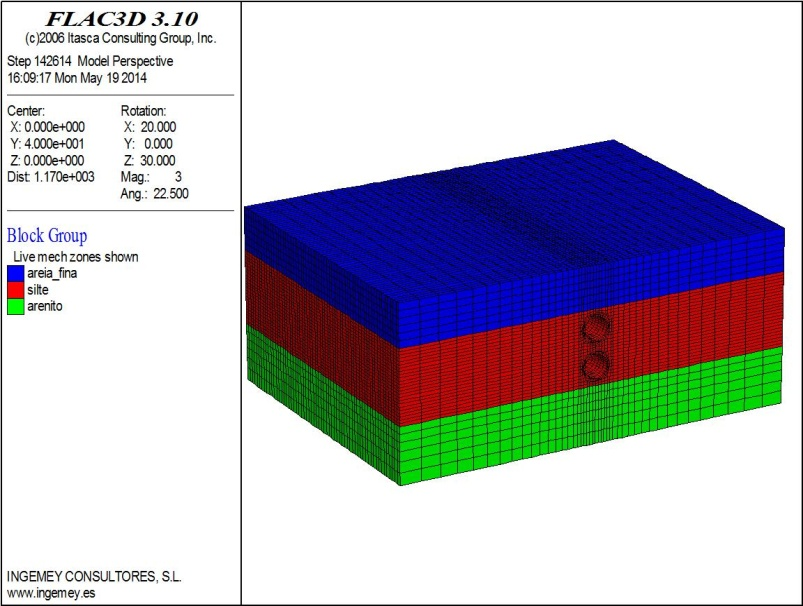 FLAC3D 3.10
(c)2006 Itasca Consulting Group, Inc.
Step 142614 Model Perspective
16:09:17 Mon May 19 2014
Center:
X: 0.000e+000
Y: 4.000e+001
Z: 0.000e+000
Dist: 1.170e+003
Rotation:
X: 20.000
Y: 0.000
Z: 30.000
Mag.: 3
Ang.: 22.500
Block Group
Live mech zones shown
areia_fina
silte
arenito
INGEMEY CONSULTORES, S.L.
www.ingemey.es